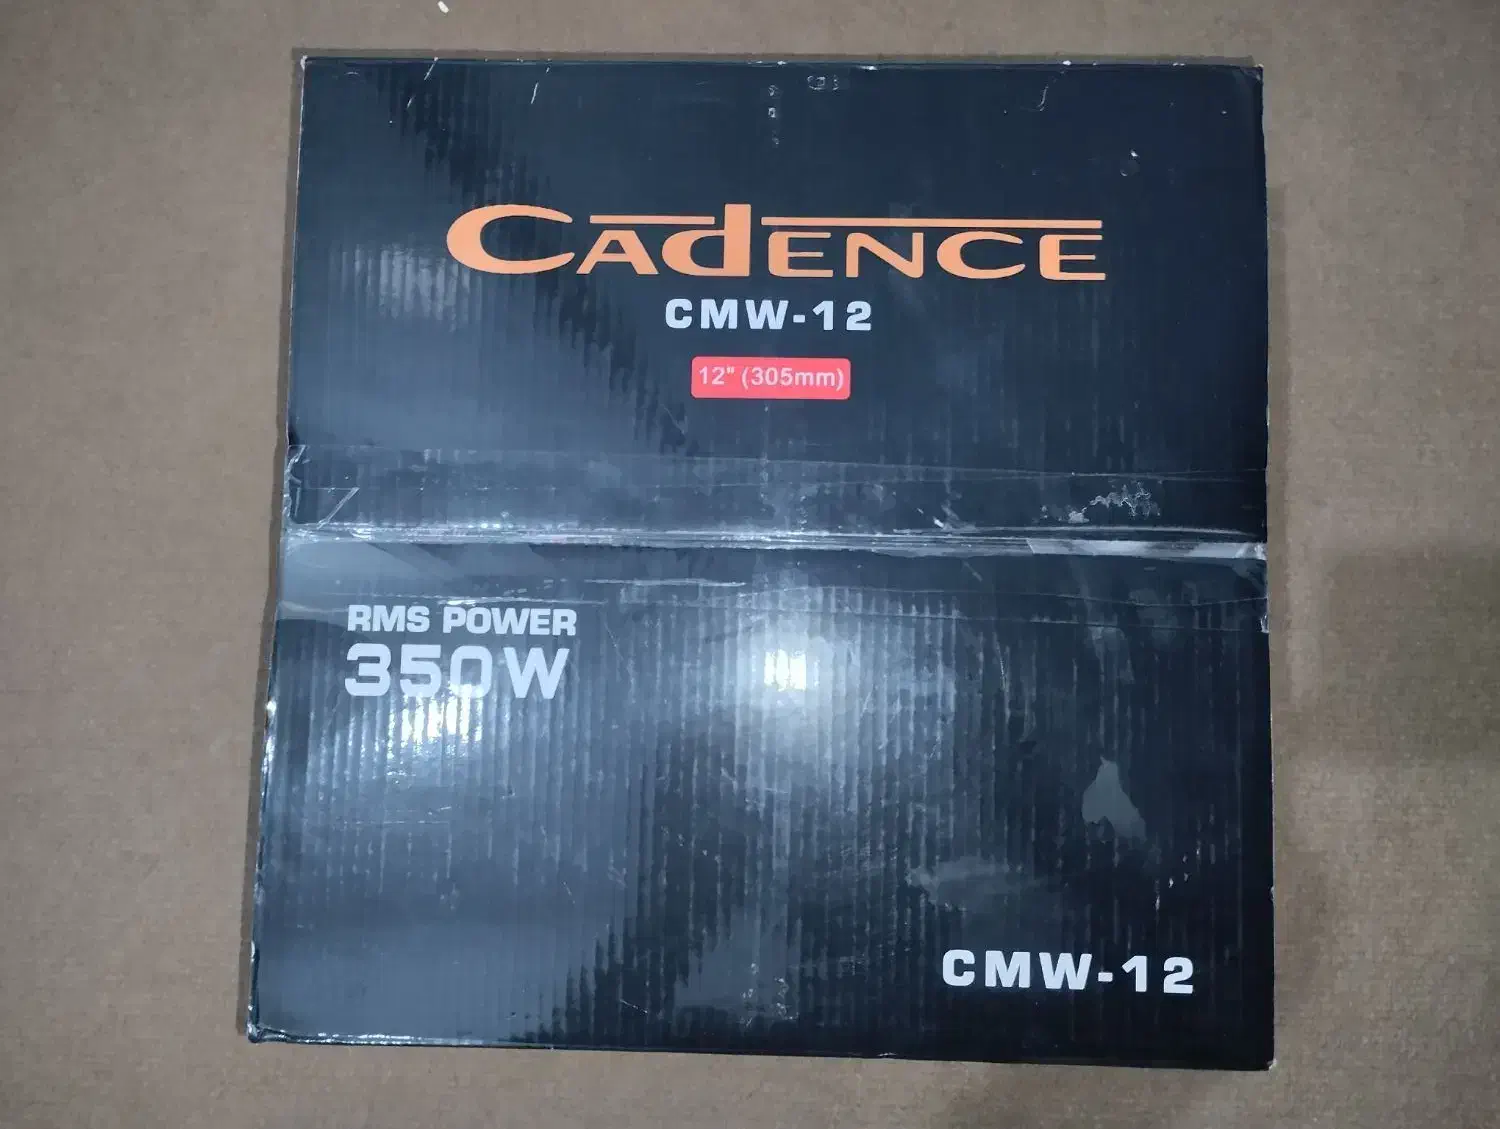 CADENCE
CMW-12
12" (305mm)
RMS POWER
350W
CMW-12